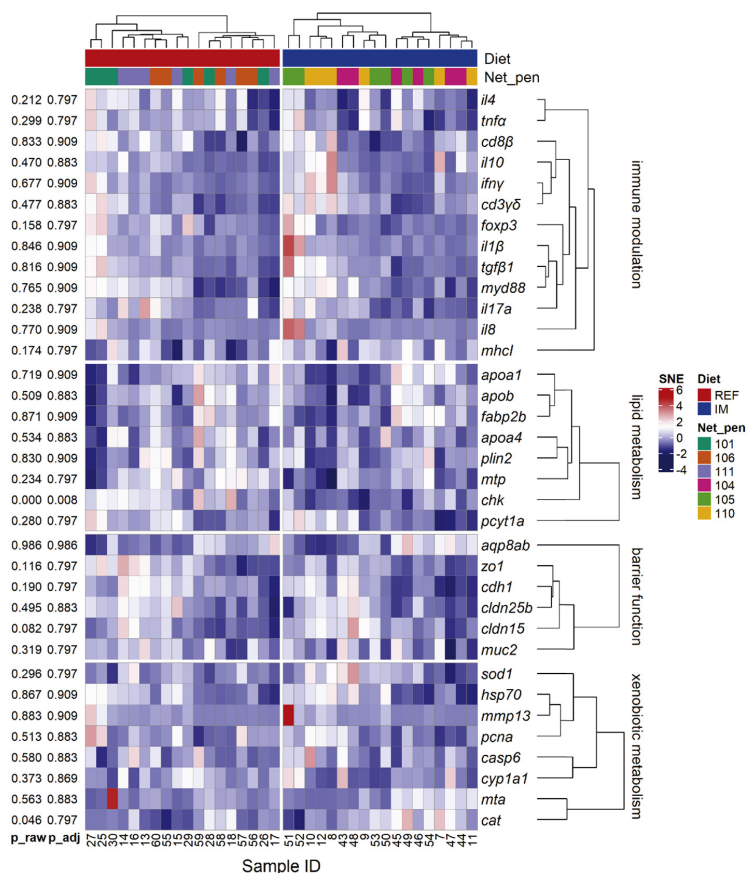 Diet
Net_pen
0.212 0.797 il4
0.299 0.797 tnfα
0.833 0.909 cd8β
0.470 0.883 il10
0.677 0.909 ifnγ
0.477 0.883 cd3γδ
0.158 0.797 foxp3
0.846 0.909 il1β
0.816 0.909 tgfβ1
0.765 0.909 myd88
0.238 0.797 il17a
0.770 0.909 il8
0.174 0.797 mhcI
immune modulation
0.719 0.909 apoa1
0.509 0.883 apob
0.871 0.909 fabp2b
0.534 0.883 apoa4
0.830 0.909 plin2
0.234 0.797 mtp
0.000 0.008 chk
0.280 0.797 pcyt1a
lipid metabolism
0.986 0.986 aqp8ab
0.116 0.797 zo1
0.190 0.797 cdh1
0.495 0.883 cldn25b
0.082 0.797 cldn15
0.319 0.797 muc2
barrier function
0.296 0.797 sod1
0.867 0.909 hsp70
0.883 0.909 mmp13
0.513 0.883 pcna
0.580 0.883 casp6
0.373 0.869 cyp1a1
0.563 0.883 mta
0.046 0.797 cat
xenobiotic metabolism
p_raw p_adj
27 25 30 14 16 13 60 55 15 29 59 28 58 18 57 56 26 17 51 52 10 12 8 43 48 9 53 50 45 49 46 54 7 47 44 11
Sample ID
SNE
6
4
2
0
-2
-4
Diet
REF
IM
Net_pen
101
106
111
104
105
110